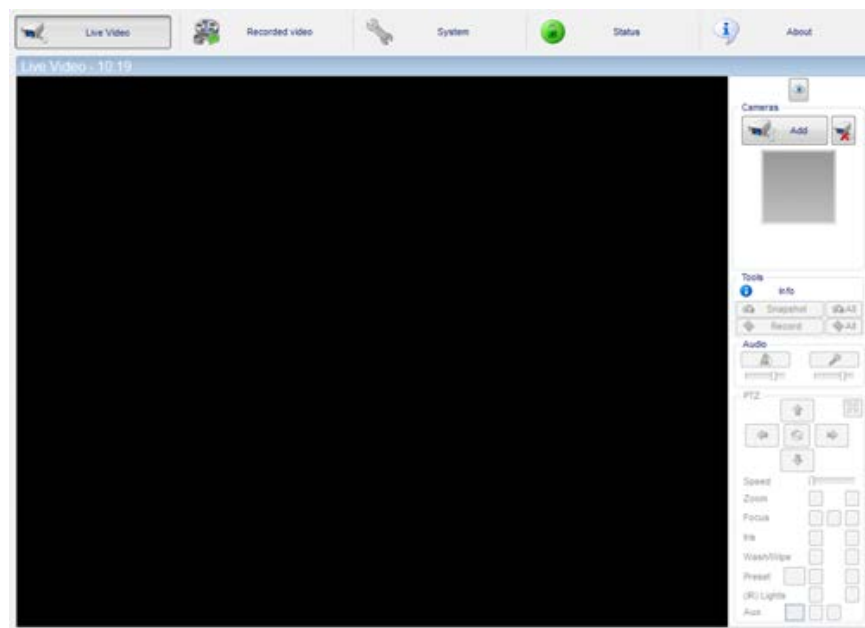 Live Video
Recorded video
System
Status
About
Live Video - 10:19
Cameras
Add
Tools
Info
Snapshot
All
Record
All
Audio
PTZ
Speed
Zoom
Focus
Iris
Wash/Wipe
Preset
(IR) Lights
Aux